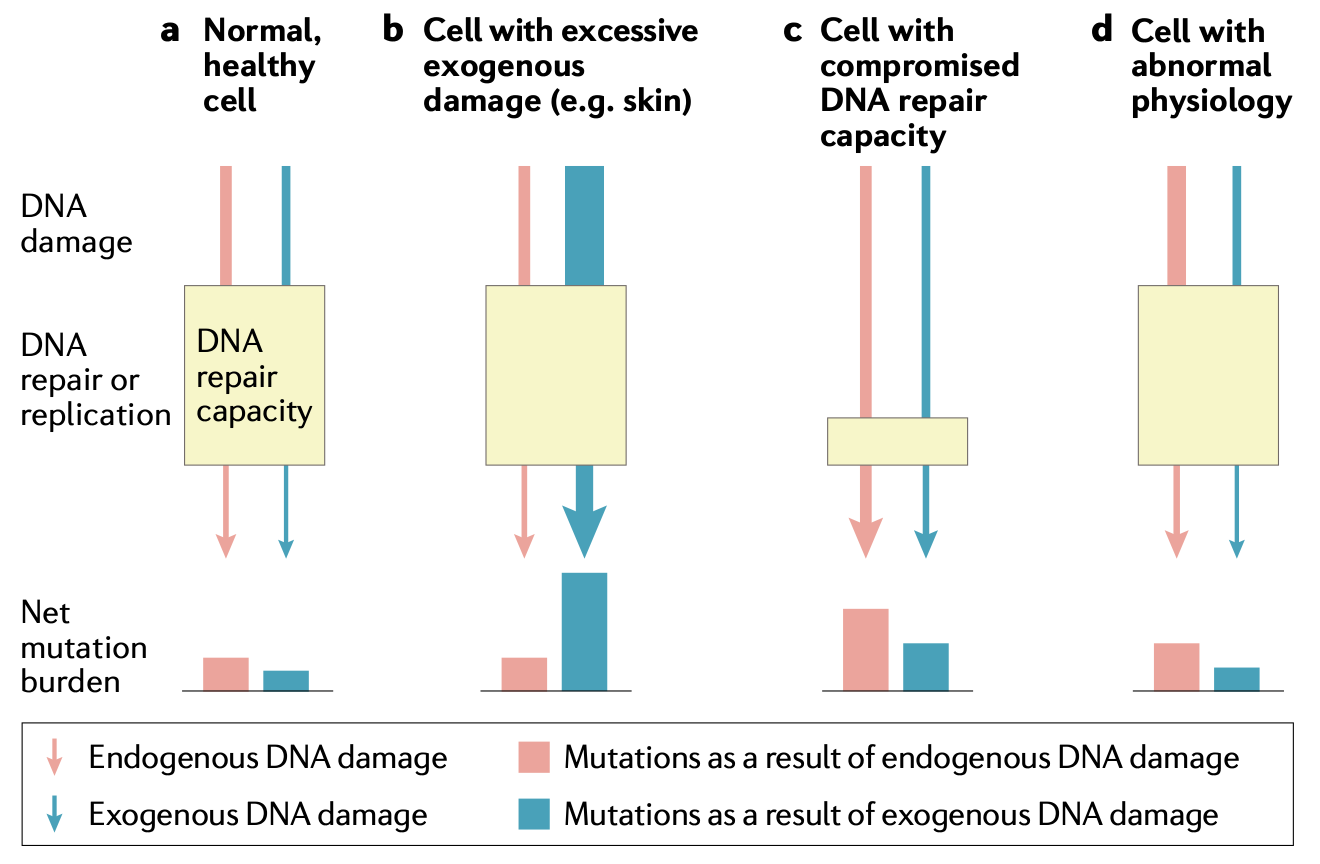 a Normal,
healthy
cell
b Cell with excessive
exogenous
damage (e.g. skin)
c Cell with
compromised
DNA repair
capacity
d Cell with
abnormal
physiology
DNA
damage
DNA
repair or
replication
DNA
repair
capacity
Net
mutation
burden
Endogenous DNA damage
Mutations as a result of endogenous DNA damage
Exogenous DNA damage
Mutations as a result of exogenous DNA damage